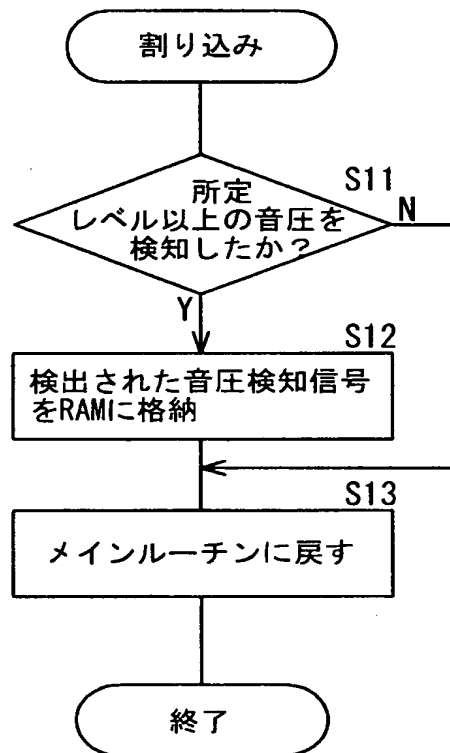 割り込み
S11
所定
レベル以上の音圧を
検知したか?
N
Y
S12
検出された音圧検知信号
をRAMに格納
S13
メインルーチンに戻す
終了